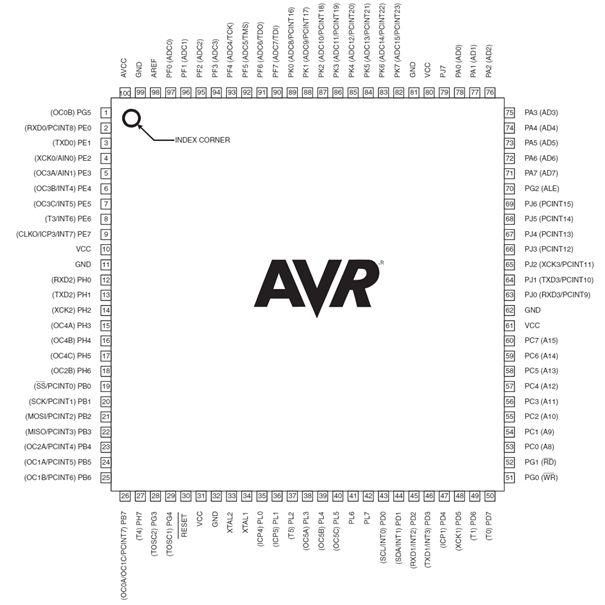 AVCC
GND
AREF
PF0 (ADC0)
PF1 (ADC1)
PF2 (ADC2)
PF3 (ADC3)
PF4 (ADC4/TCK)
PF5 (ADC5/TMS)
PF6 (ADC6/TDO)
PF7 (ADC7/TDI)
PK0 (ADC8/PCINT16)
PK1 (ADC9/PCINT17)
PK2 (ADC10/PCINT18)
PK3 (ADC11/PCINT19)
PK4 (ADC12/PCINT20)
PK5 (ADC13/PCINT21)
PK6 (ADC14/PCINT22)
PK7 (ADC15/PCINT23)
GND
VCC
PJ7
PA0 (AD0)
PA1 (AD1)
PA2 (AD2)
100 99 98 97 96 95 94 93 92 91 90 89 88 87 86 85 84 83 82 81 80 79 78 77 76
INDEX CORNER
AVR
(OC0B) PG5 1
(RXD0/PCINT8) PE0 2
(TXD0) PE1 3
(XCK0/AIN0) PE2 4
(OC3A/AIN1) PE3 5
(OC3B/INT4) PE4 6
(OC3C/INT5) PE5 7
(T3/INT6) PE6 8
(CLKO/ICP3/INT7) PE7 9
VCC 10
GND 11
(RXD2) PH0 12
(TXD2) PH1 13
(XCK2) PH2 14
(OC4A) PH3 15
(OC4B) PH4 16
(OC4C) PH5 17
(OC2B) PH6 18
(SS/PCINT0) PB0 19
(SCK/PCINT1) PB1 20
(MOSI/PCINT2) PB2 21
(MISO/PCINT3) PB3 22
(OC2A/PCINT4) PB4 23
(OC1A/PCINT5) PB5 24
(OC1B/PCINT6) PB6 25
75 PA3 (AD3)
74 PA4 (AD4)
73 PA5 (AD5)
72 PA6 (AD6)
71 PA7 (AD7)
70 PG2 (ALE)
69 PJ6 (PCINT15)
68 PJ5 (PCINT14)
67 PJ4 (PCINT13)
66 PJ3 (PCINT12)
65 PJ2 (XCK3/PCINT11)
64 PJ1 (TXD3/PCINT10)
63 PJ0 (RXD3/PCINT9)
62 GND
61 VCC
60 PC7 (A15)
59 PC6 (A14)
58 PC5 (A13)
57 PC4 (A12)
56 PC3 (A11)
55 PC2 (A10)
54 PC1 (A9)
53 PC0 (A8)
52 PG1 (RD)
51 PG0 (WR)
26 27 28 29 30 31 32 33 34 35 36 37 38 39 40 41 42 43 44 45 46 47 48 49 50
(OC0A/OC1C/PCINT7) PB7
(T4) PH7
(TOSC2) PG3
(TOSC1) PG4
RESET
VCC
GND
XTAL2
XTAL1
(ICP4) PL0
(ICP5) PL1
(T5) PL2
(OC5A) PL3
(OC5B) PL4
(OC5C) PL5
PL6
PL7
(SCL/INT0) PD0
(SDA/INT1) PD1
(RXD1/INT2) PD2
(TXD1/INT3) PD3
(ICP1) PD4
(XCK1) PD5
(T1) PD6
(T0) PD7